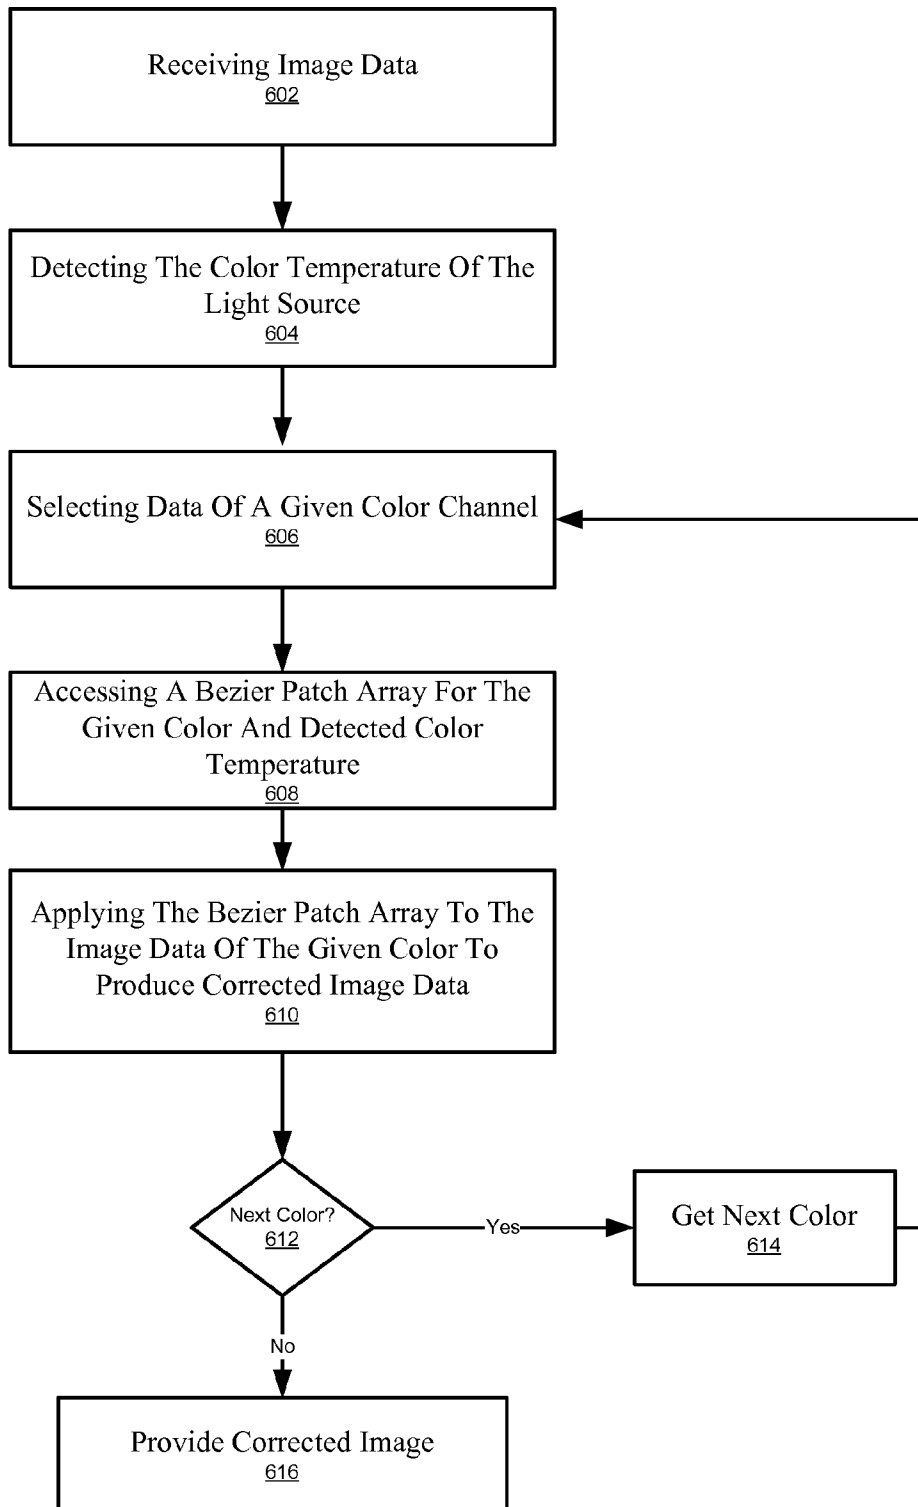 Receiving Image Data
602
Detecting The Color Temperature Of The
Light Source
604
Selecting Data Of A Given Color Channel
606
Accessing A Bezier Patch Array For The
Given Color And Detected Color
Temperature
608
Applying The Bezier Patch Array To The
Image Data Of The Given Color To
Produce Corrected Image Data
610
Next Color?
612
Yes
Get Next Color
614
No
Provide Corrected Image
616